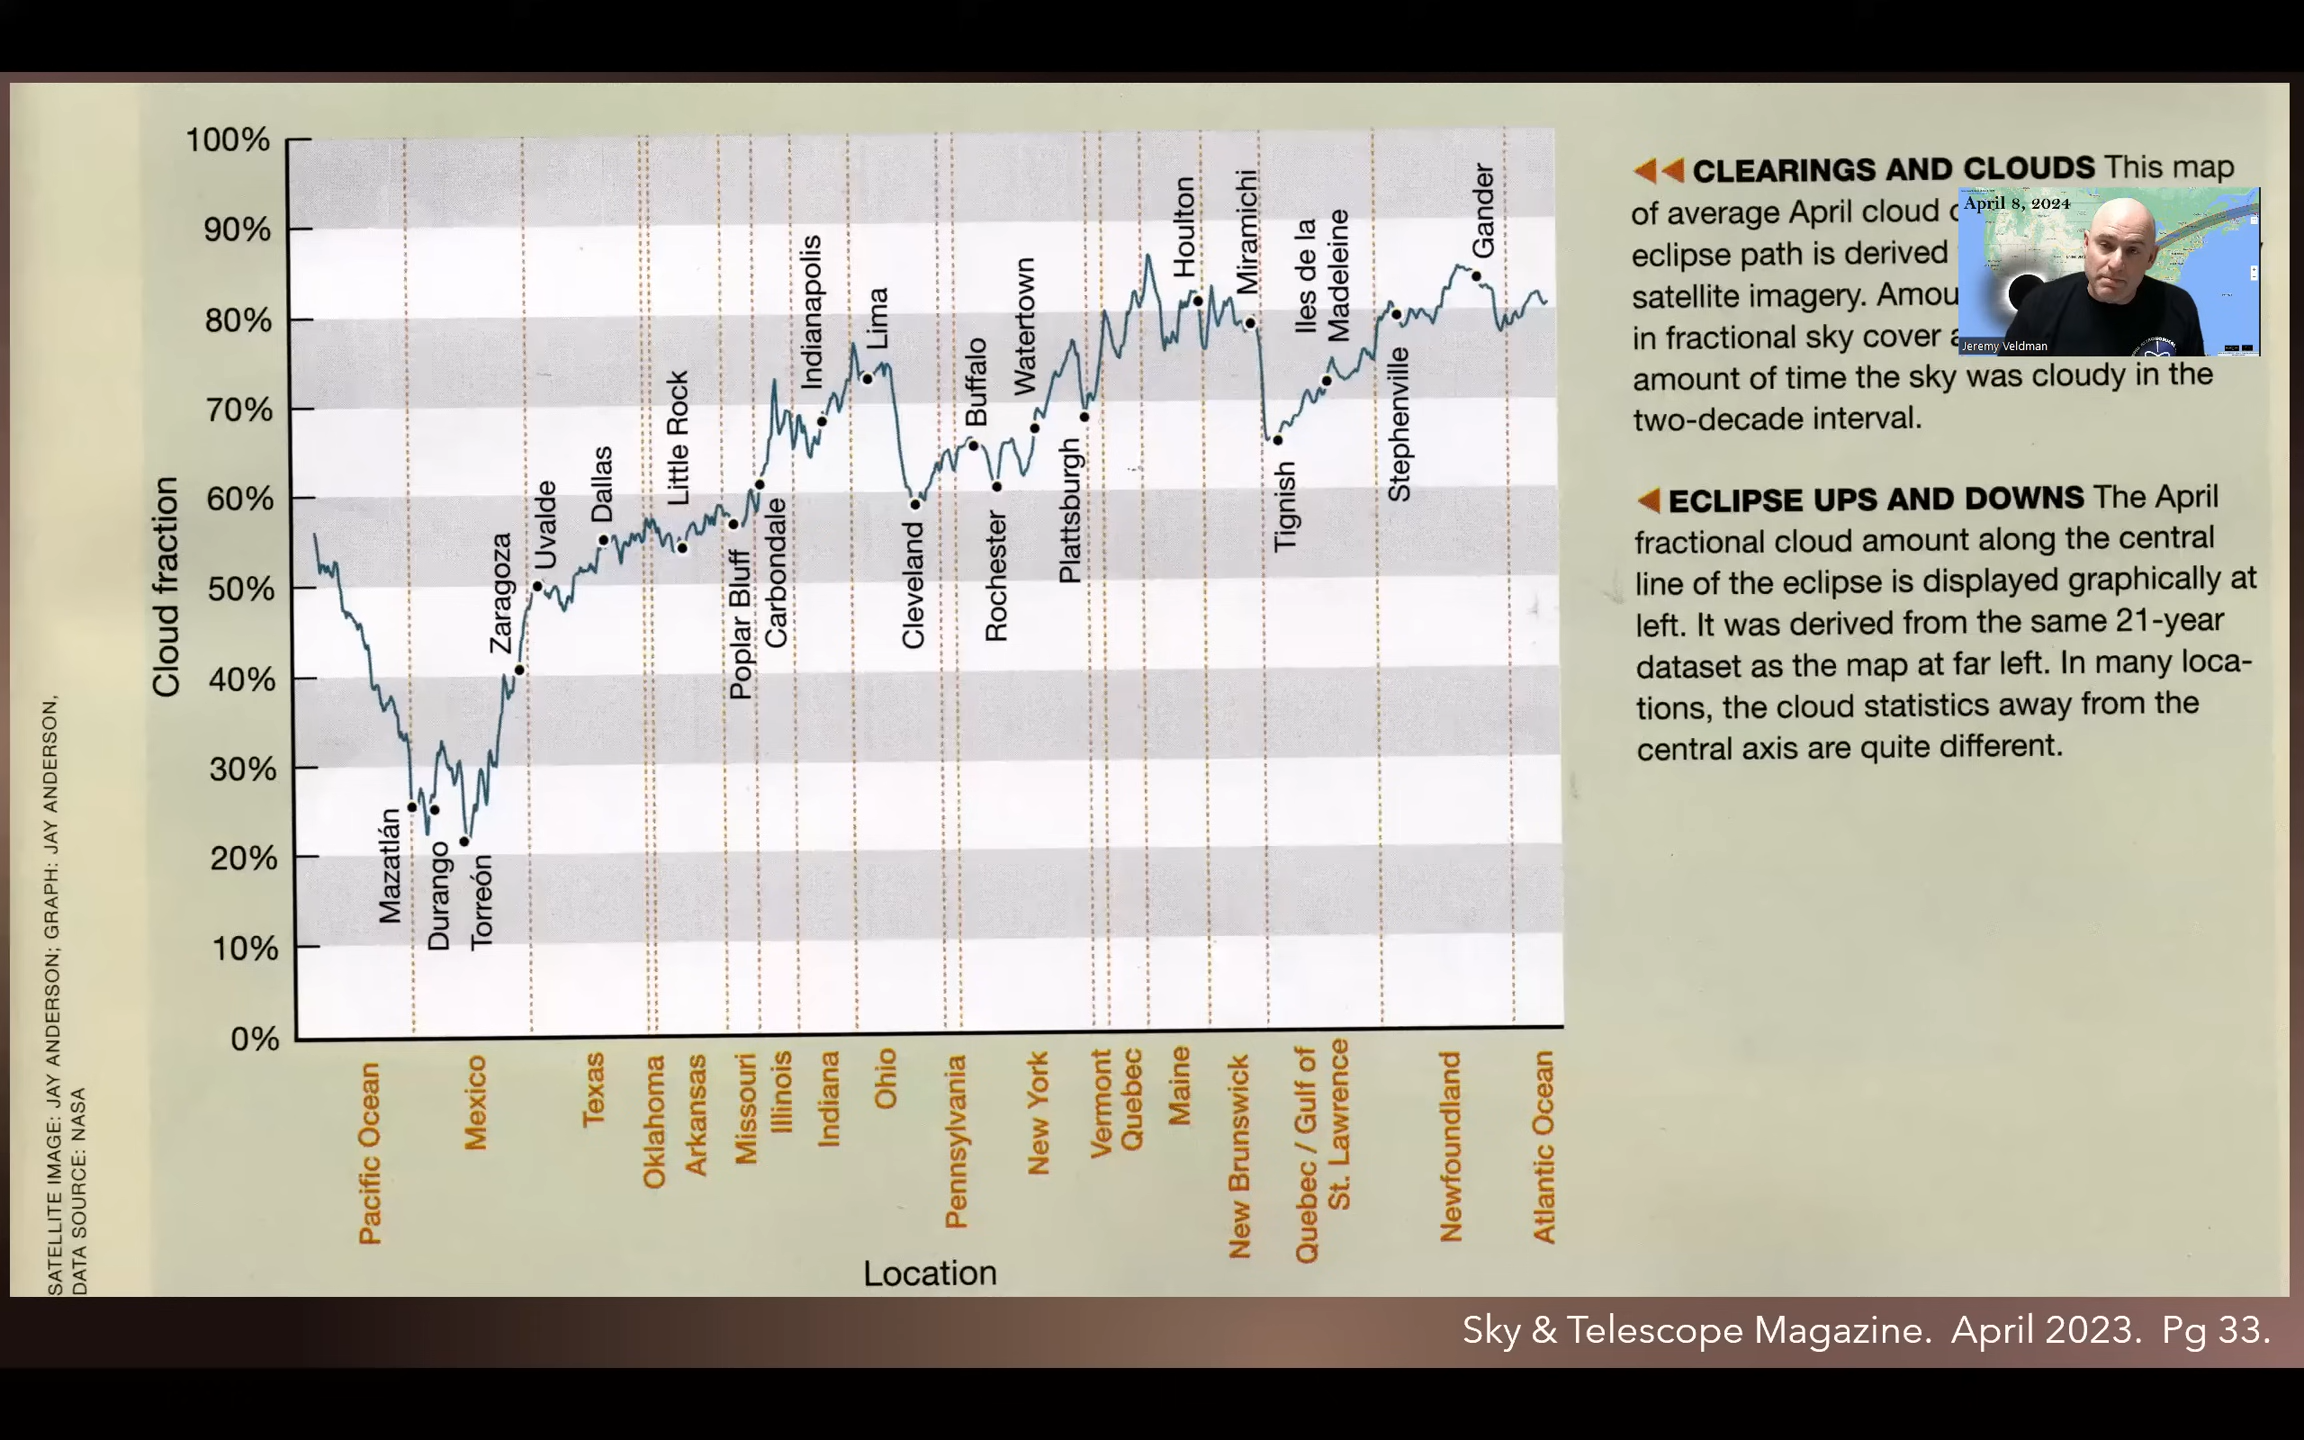 100%
90%
80%
70%
60%
50%
40%
30%
20%
10%
0%
Cloud fraction
Mazatlán
Durango
Torreón
Zaragoza
Uvalde
Dallas
Little Rock
Poplar Bluff
Carbondale
Indianapolis
Lima
Cleveland
Buffalo
Rochester
Watertown
Plattsburgh
Houlton
Miramichi
Tignish
Iles de la
Madeleine
Stephenville
Gander
Pacific Ocean
Mexico
Texas
Oklahoma
Arkansas
Missouri
Illinois
Indiana
Ohio
Pennsylvania
New York
Vermont
Quebec
Maine
New Brunswick
Quebec / Gulf of
St. Lawrence
Newfoundland
Atlantic Ocean
Location
SATELLITE IMAGE: JAY ANDERSON; GRAPH: JAY ANDERSON,
DATA SOURCE: NASA
CLEARINGS AND CLOUDS This map
of average April cloud
eclipse path is derived
satellite imagery.
in fractional sky cover
amount of time the sky was cloudy in the
two-decade interval.
ECLIPSE UPS AND DOWNS The April
fractional cloud amount along the central
line of the eclipse is displayed graphically at
left. It was derived from the same 21-year
dataset as the map at far left. In many loca-
tions, the cloud statistics away from the
central axis are quite different.
April 8, 2024
Jeremy Veldman
Sky & Telescope Magazine. April 2023. Pg 33.